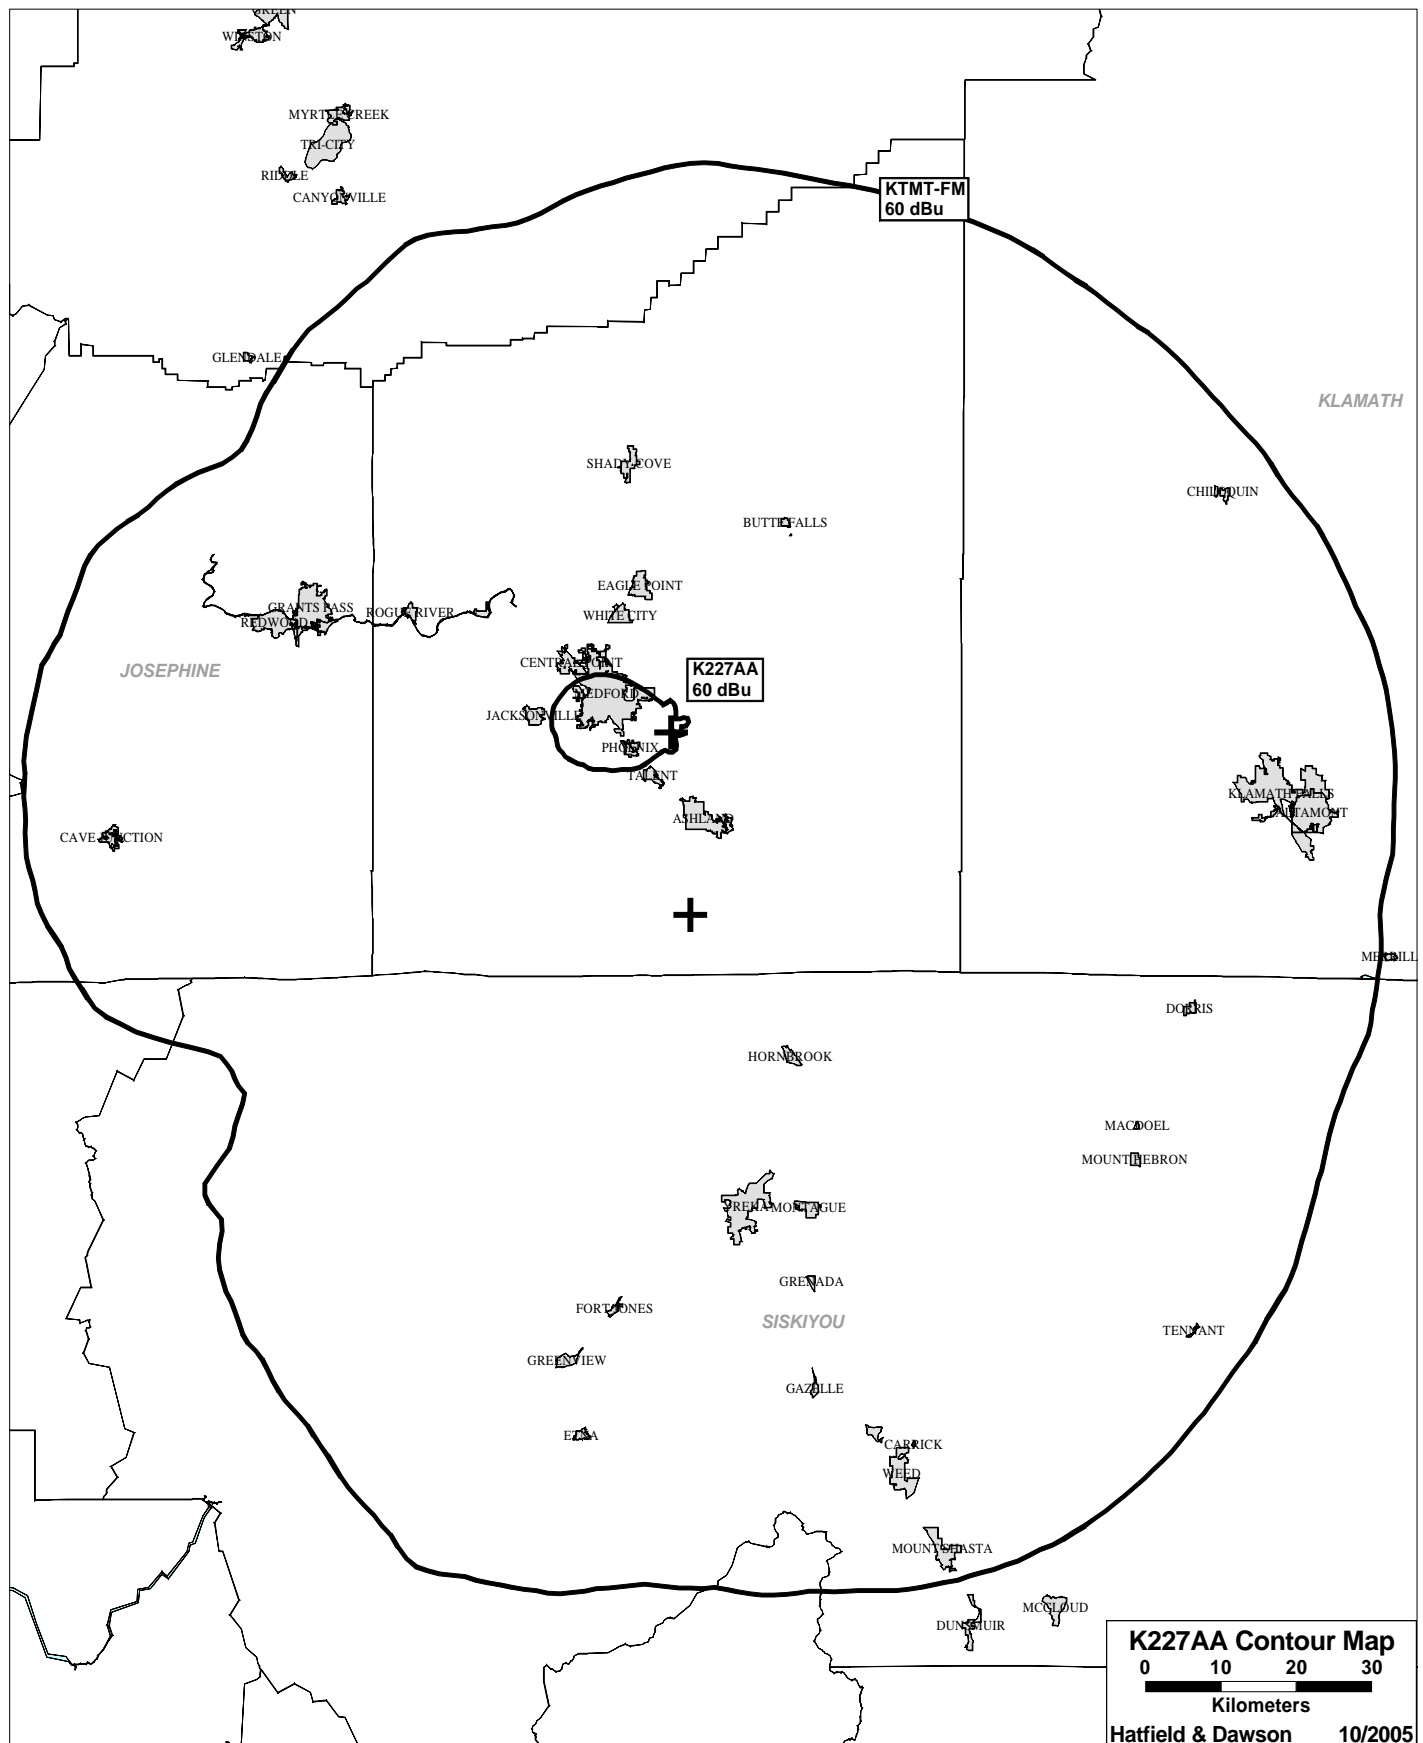 GREEN
WINSTON
MYRTLE CREEK
TRI-CITY
RIDDLE
CANYONVILLE
KTMT-FM
60 dBu
GLENDALE
KLAMATH
SHADY COVE
CHILOQUIN
BUTTE FALLS
EAGLE POINT
GRANTS PASS
ROGUE RIVER
WHITE CITY
REDWOOD
CENTRAL POINT
K227AA
60 dBu
JOSEPHINE
MEDFORD
JACKSONVILLE
PHOENIX
TALENT
KLAMATH FALLS
ALTAMONT
ASHLAND
CAVE JUNCTION
MERRILL
DORRIS
HORNBROOK
MACDOEL
MOUNT HEBRON
YREKA
MONTAGUE
GRENADA
FORT JONES
SISKIYOU
TENNANT
GREENVIEW
GAZELLE
ETNA
CARRICK
WEED
MOUNT SHASTA
MCCLOUD
DUNSMUIR
K227AA Contour Map
0 10 20 30
Kilometers
Hatfield & Dawson 10/2005